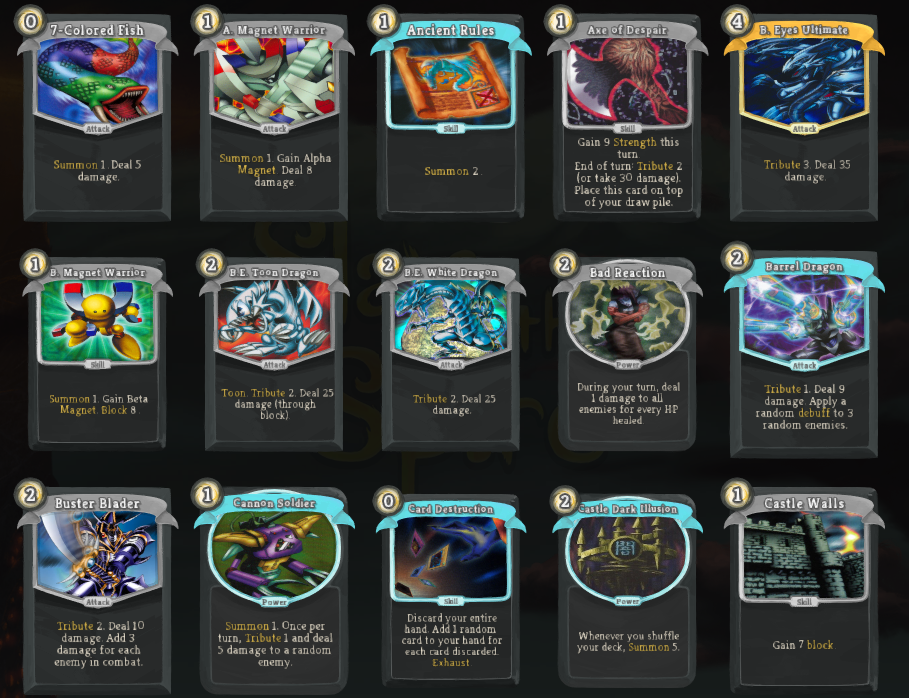 0
7-Colored Fish
Attack
Summon 1. Deal 5
damage.
1
A. Magnet Warrior
Attack
Summon 1. Gain Alpha
Magnet. Deal 8
damage.
1
Ancient Rules
Skill
Summon 2.
1
Axe of Despair
Skill
Gain 9 Strength this
turn.
End of turn: Tribute 2
(or take 30 damage).
Place this card on top
of your draw pile.
4
B. Eyes Ultimate
Attack
Tribute 3. Deal 35
damage.
1
B. Magnet Warrior
Skill
Summon 1. Gain Beta
Magnet. Block 8.
2
B.E. Toon Dragon
Attack
Toon. Tribute 2. Deal 25
damage (through
block).
2
B.E. White Dragon
Attack
Tribute 2. Deal 25
damage.
2
Bad Reaction
Power
During your turn, deal
1 damage to all
enemies for every HP
healed.
2
Barrel Dragon
Attack
Tribute 1. Deal 9
damage. Apply a
random debuff to 3
random enemies.
2
Buster Blader
Attack
Tribute 2. Deal 10
damage. Add 3
damage for each
enemy in combat.
1
Cannon Soldier
Power
Summon 1. Once per
turn, Tribute 1 and deal
5 damage to a random
enemy.
0
Card Destruction
Skill
Discard your entire
hand. Add 1 random
card to your hand for
each card discarded.
Exhaust.
2
Castle Dark Illusion
闇
Power
Whenever you shuffle
your deck, Summon 5.
1
Castle Walls
Skill
Gain 7 block.